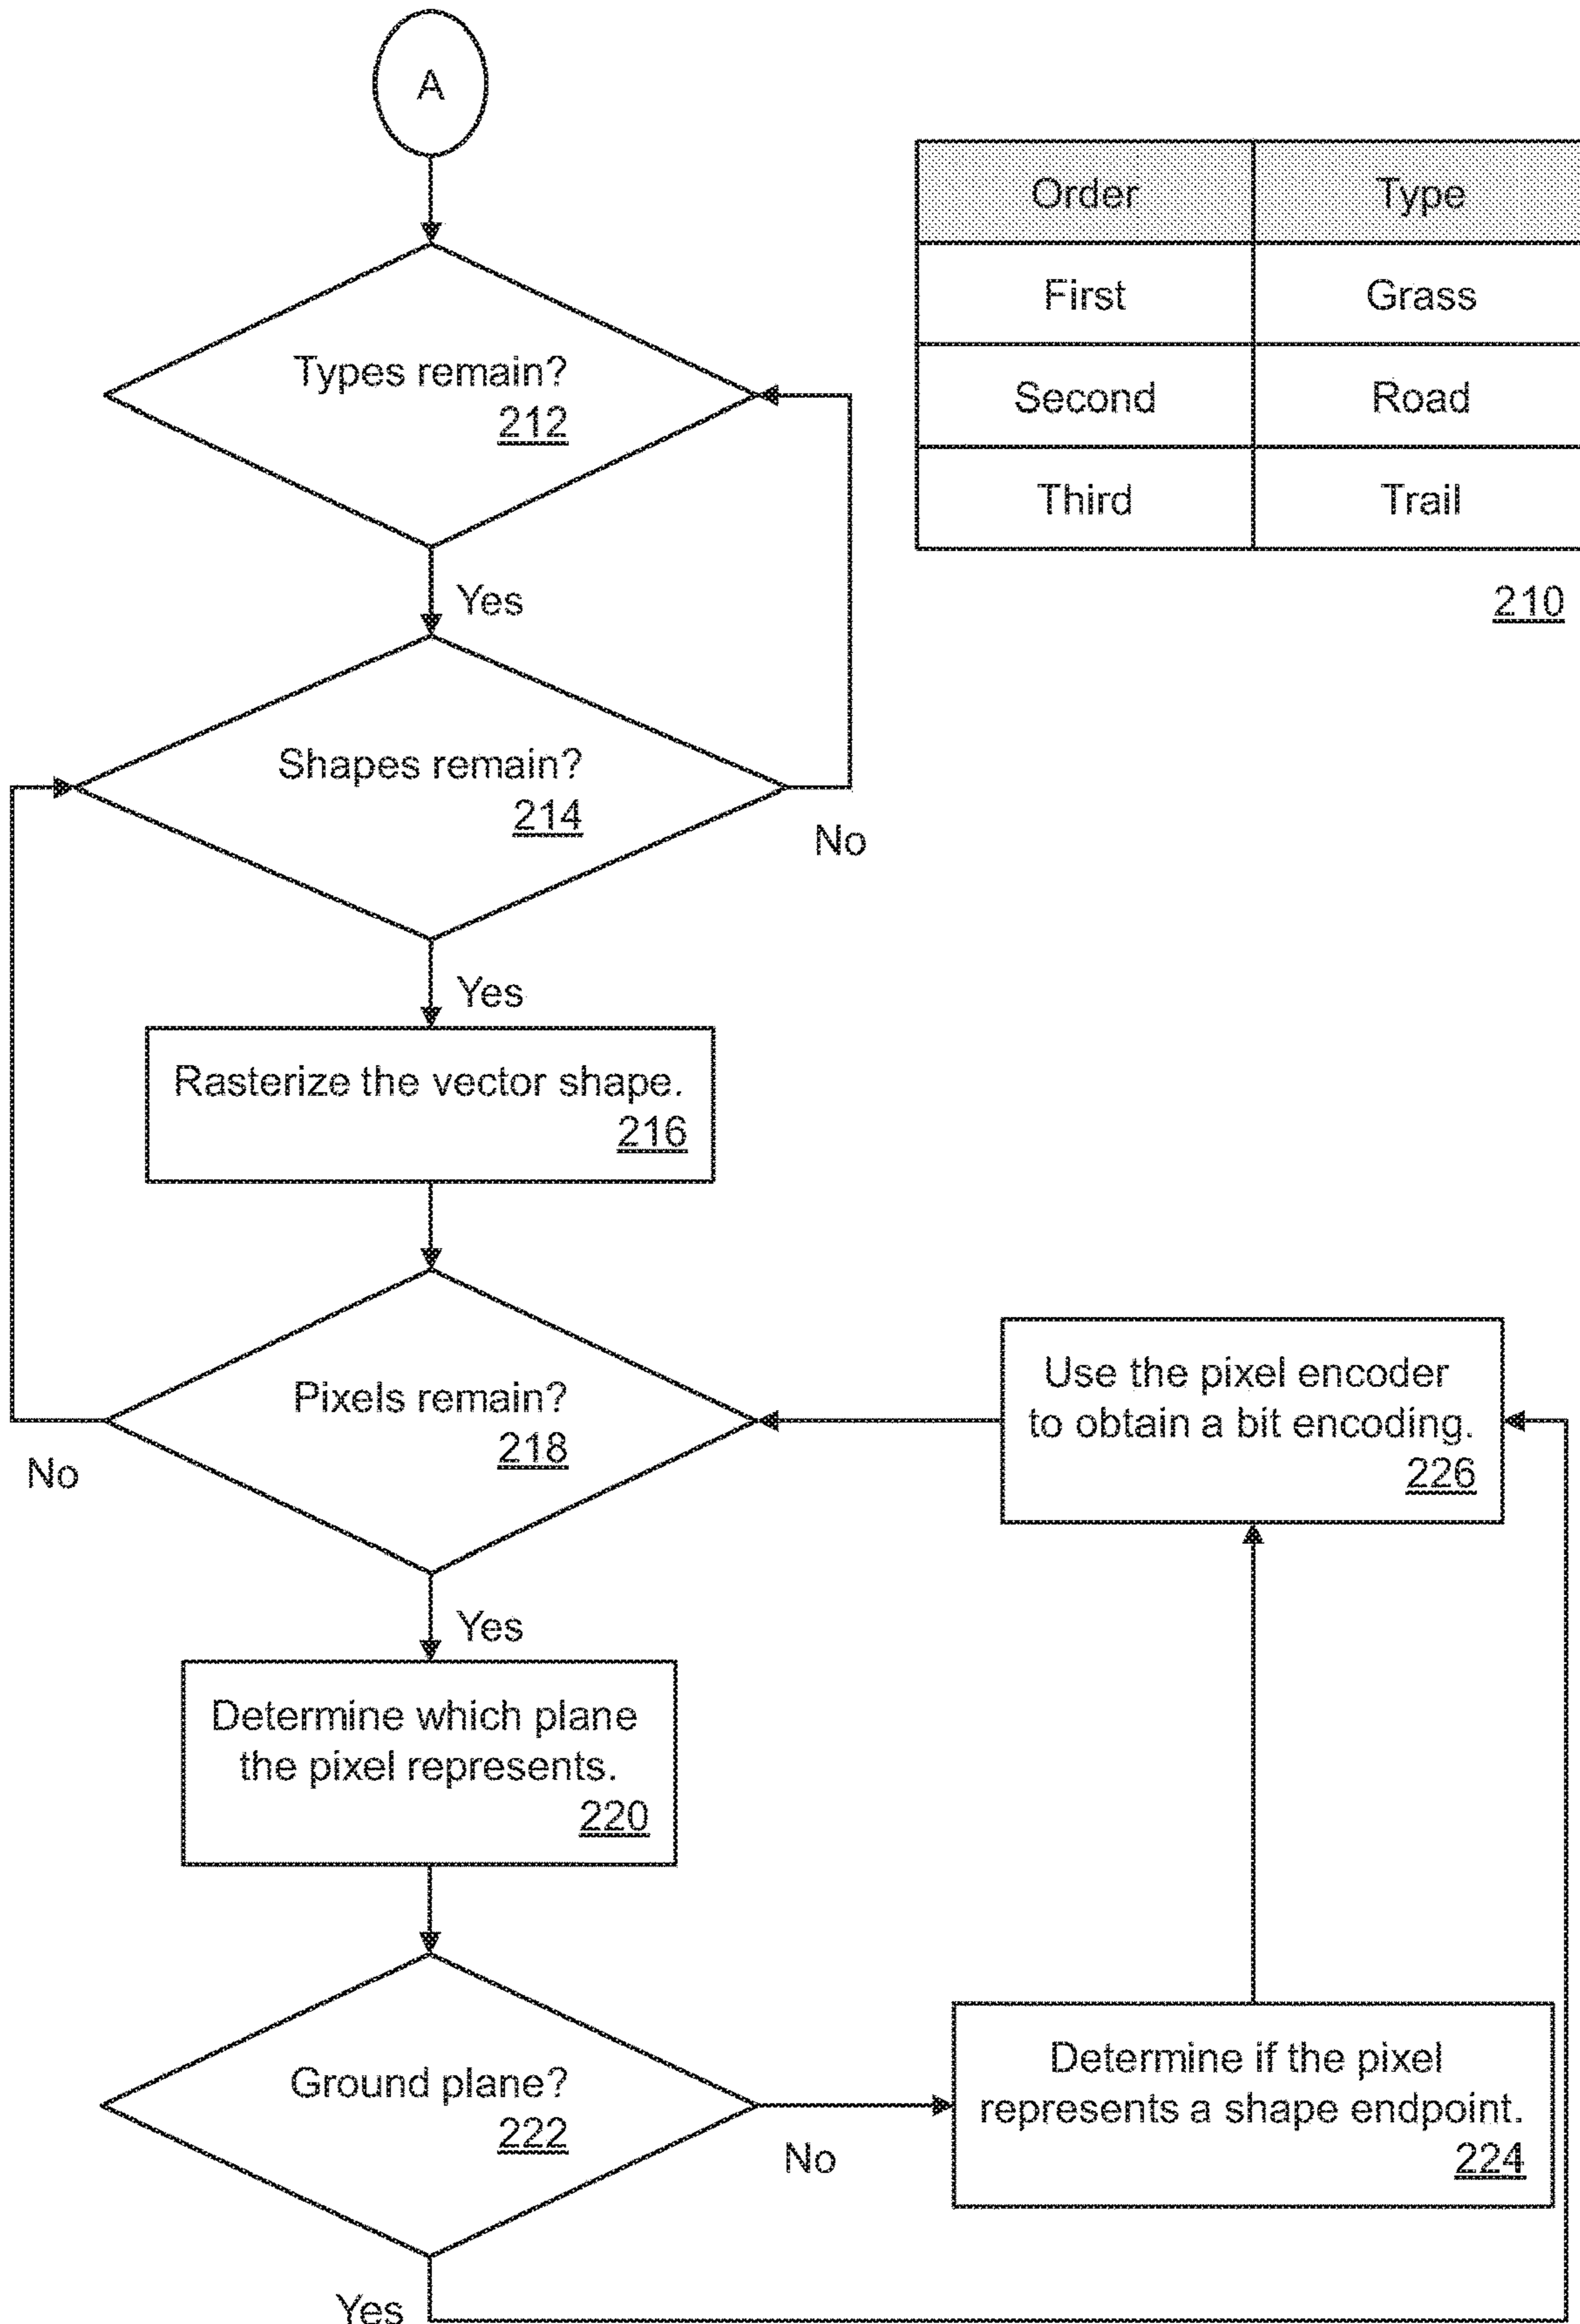 A
Order Type
First Grass
Second Road
Third Trail
210
Types remain?
212
Yes
Shapes remain?
214
No
Yes
Rasterize the vector shape.
216
Pixels remain?
218
No
Yes
Use the pixel encoder
to obtain a bit encoding.
226
Determine which plane
the pixel represents.
220
Ground plane?
222
No
Yes
Determine if the pixel
represents a shape endpoint.
224